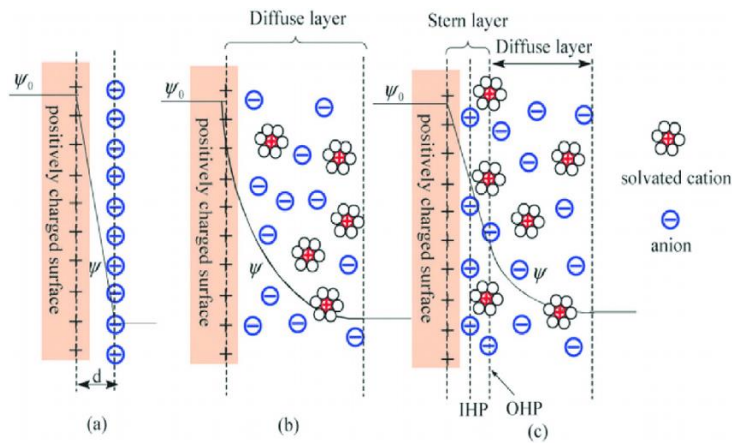 Diffuse layer
Stern layer
Diffuse layer
ψ₀
ψ₀
ψ₀
positively charged surface
positively charged surface
positively charged surface
ψ
ψ
ψ
solvated cation
anion
d
IHP
OHP
(a)
(b)
(c)